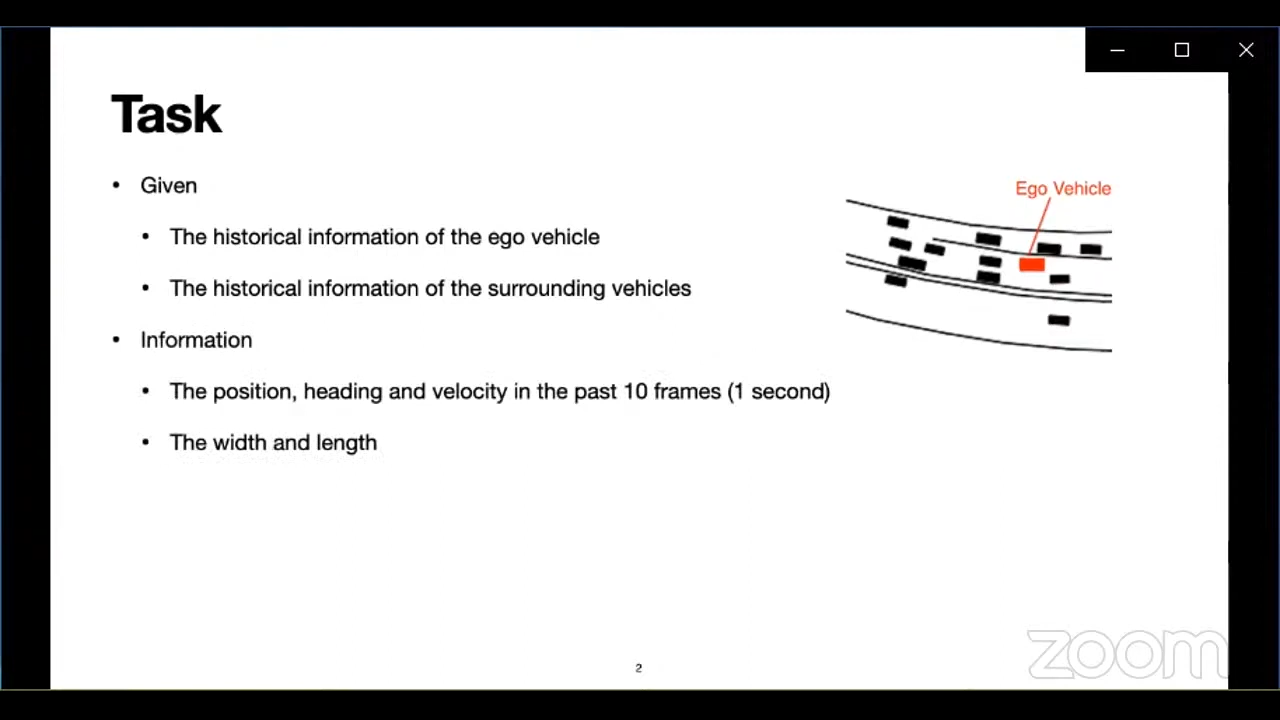 Task
• Given
Ego Vehicle
• The historical information of the ego vehicle
• The historical information of the surrounding vehicles
• Information
• The position, heading and velocity in the past 10 frames (1 second)
• The width and length
2
zoom